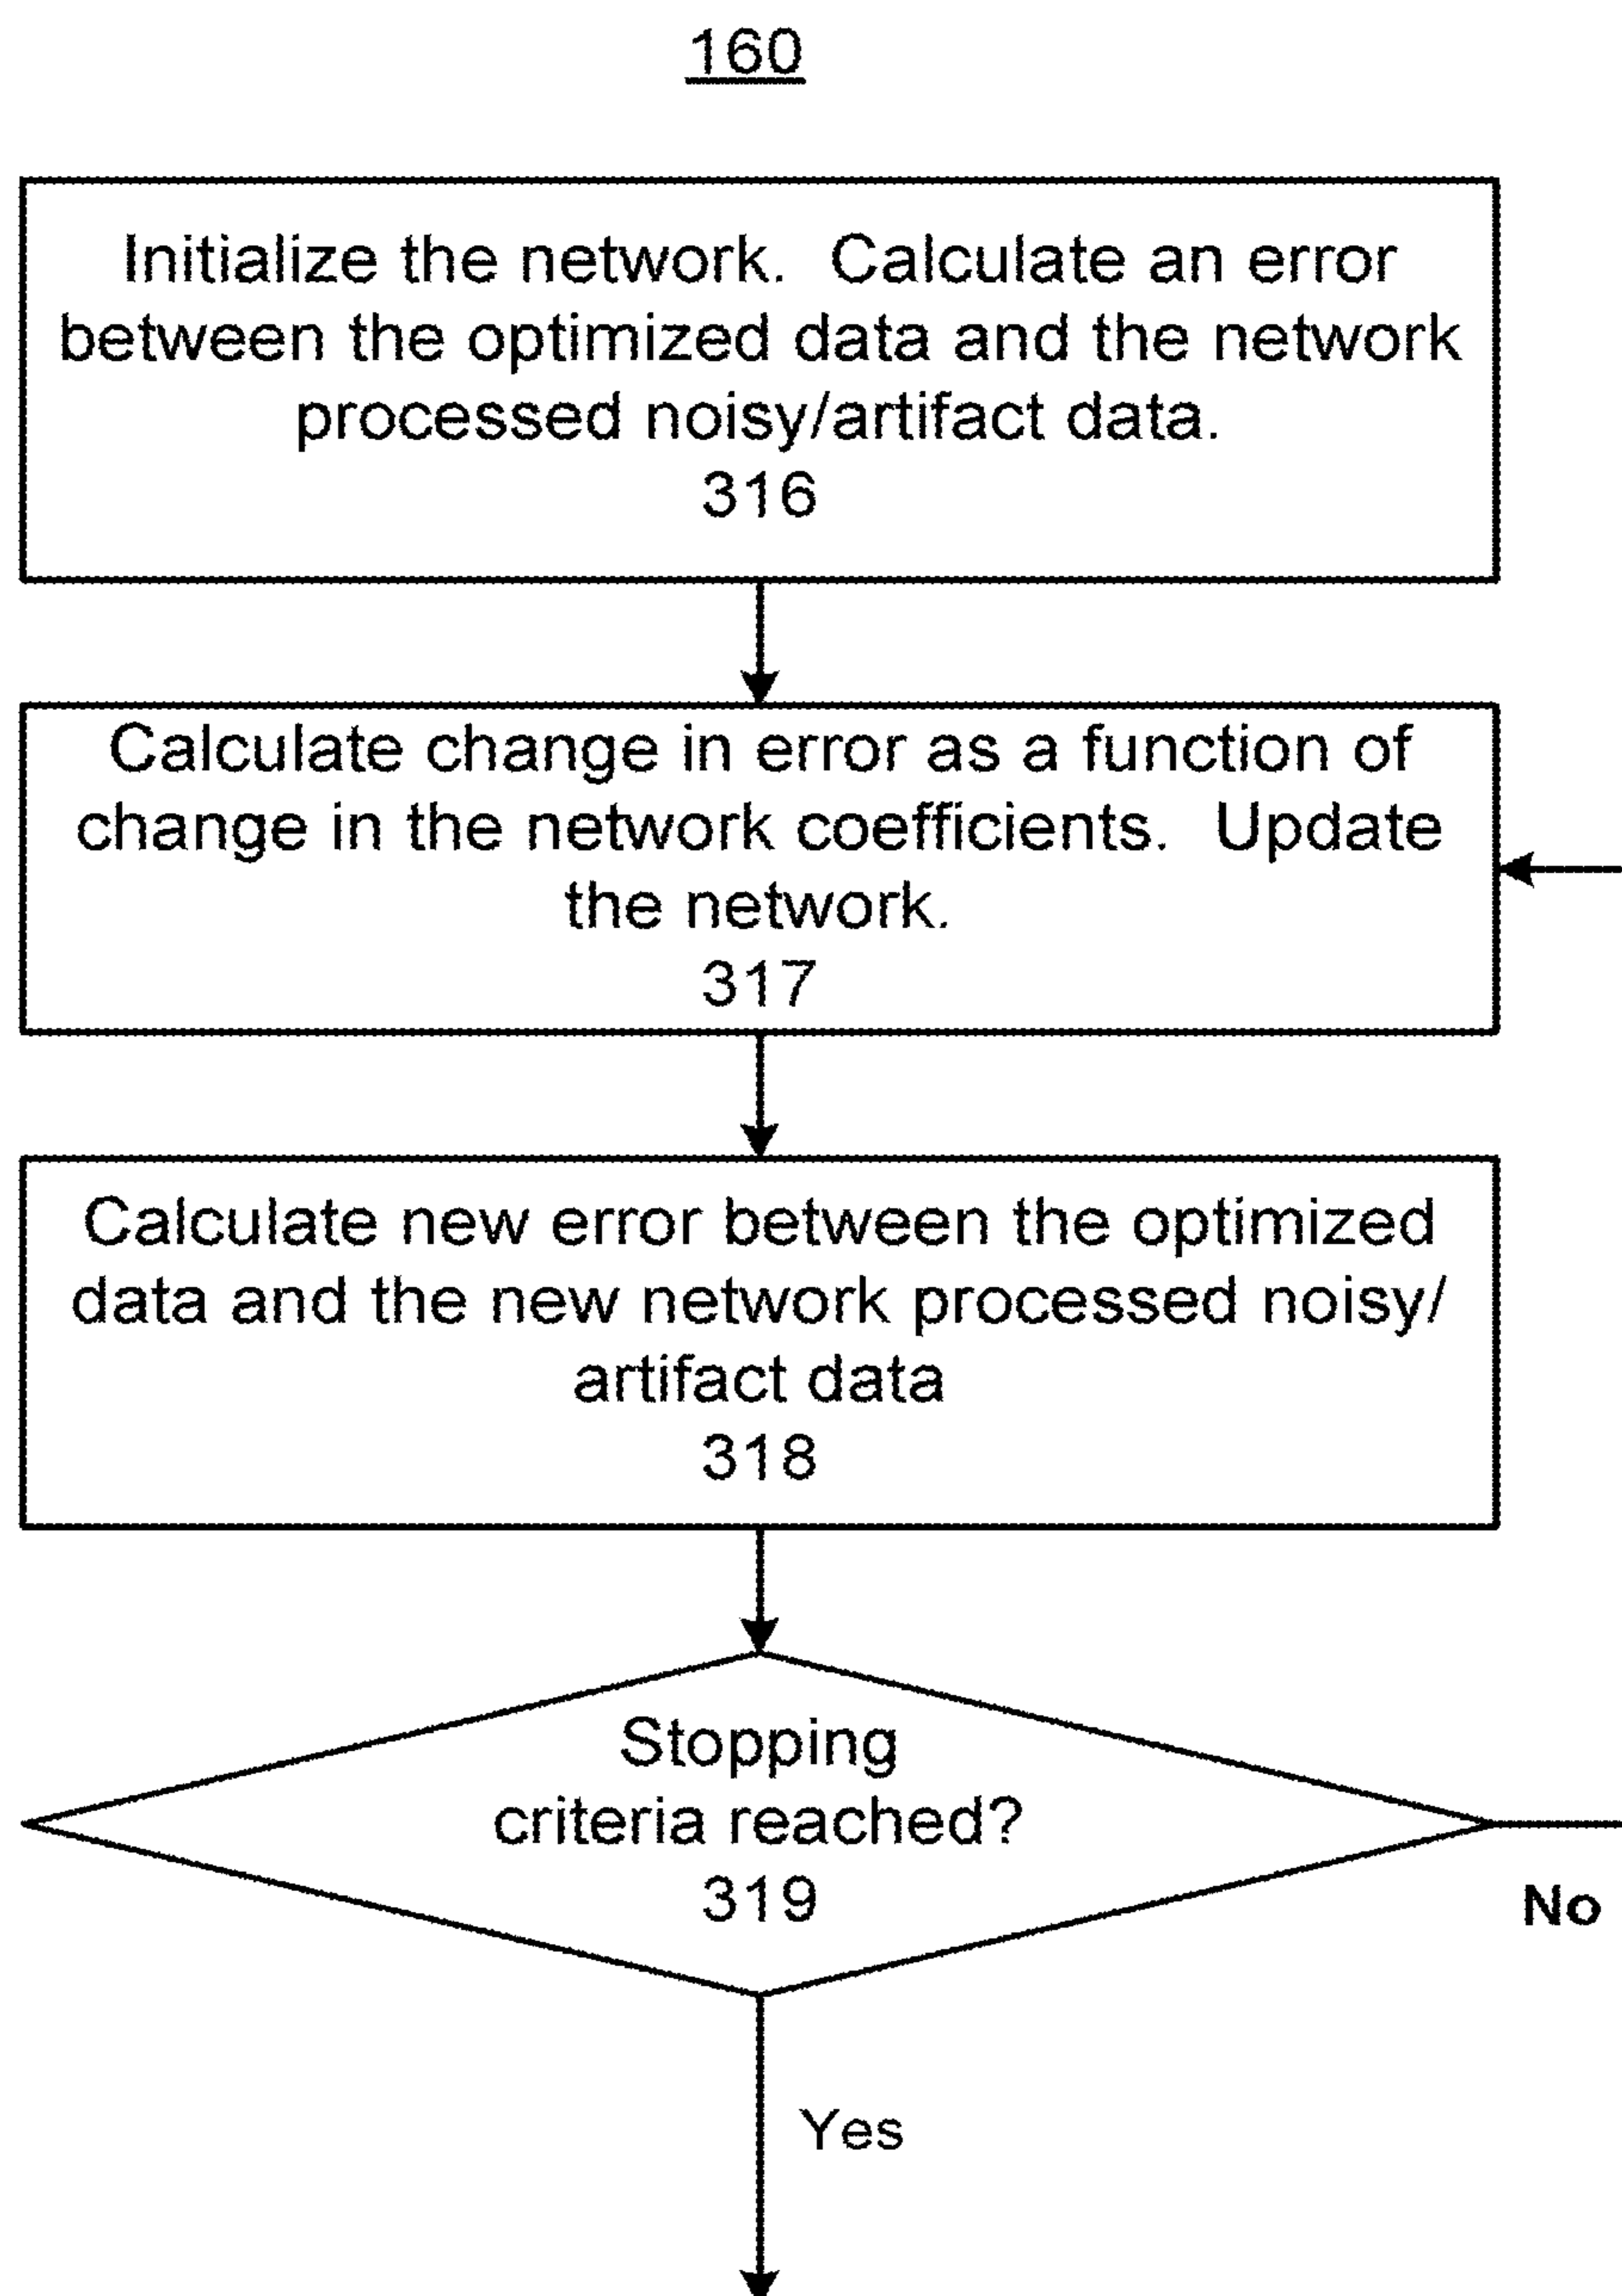 160
Initialize the network.  Calculate an error
between the optimized data and the network
processed noisy/artifact data.
316
Calculate change in error as a function of
change in the network coefficients.  Update
the network.
317
Calculate new error between the optimized
data and the new network processed noisy/
artifact data
318
Stopping
criteria reached?
319
No
Yes